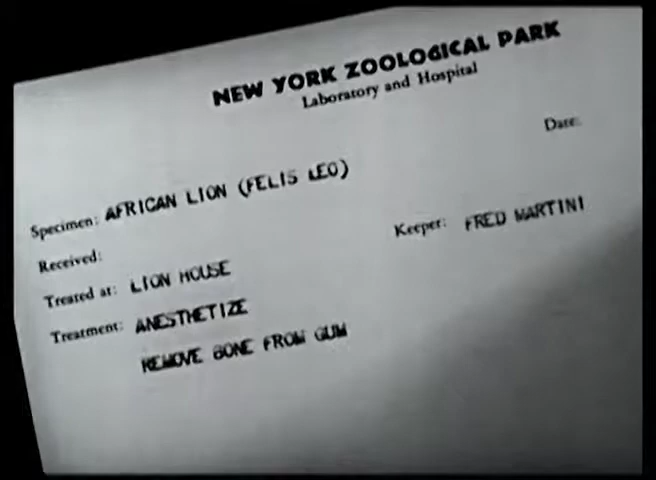 NEW YORK ZOOLOGICAL PARK
Laboratory and Hospital
Date:
Specimen: AFRICAN LION (FELIS LEO)
Received:
Keeper: FRED MARTINI
Treated at: LION HOUSE
Treatment: ANESTHETIZE
REMOVE BONE FROM GUM